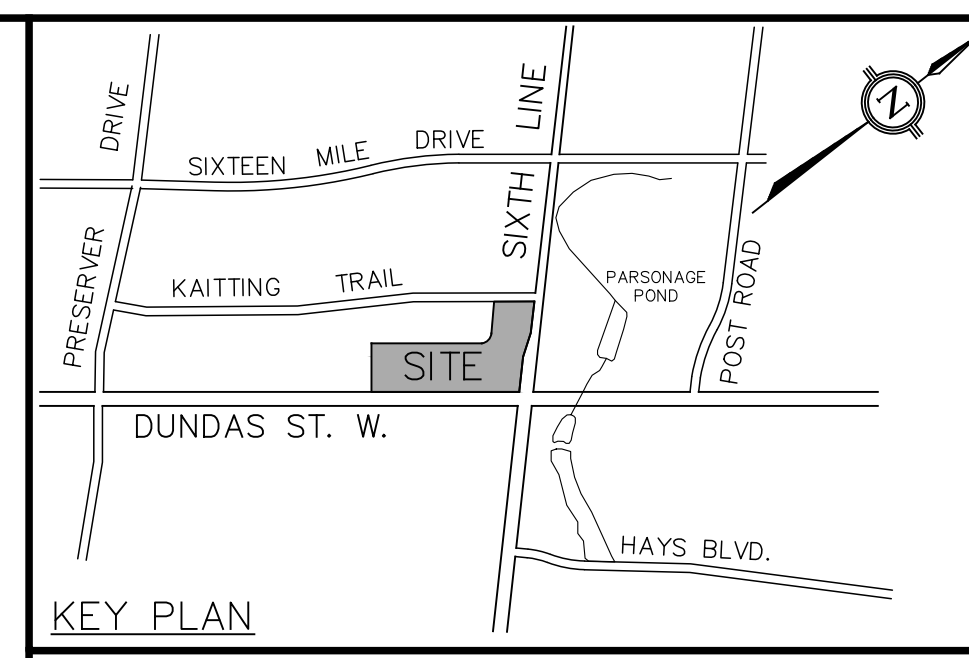 PRESERVER DRIVE
SIXTEEN MILE DRIVE
SIXTH LINE
N
KAITTING TRAIL
PARSONAGE
POND
POST ROAD
SITE
DUNDAS ST. W.
HAYS BLVD.
KEY PLAN